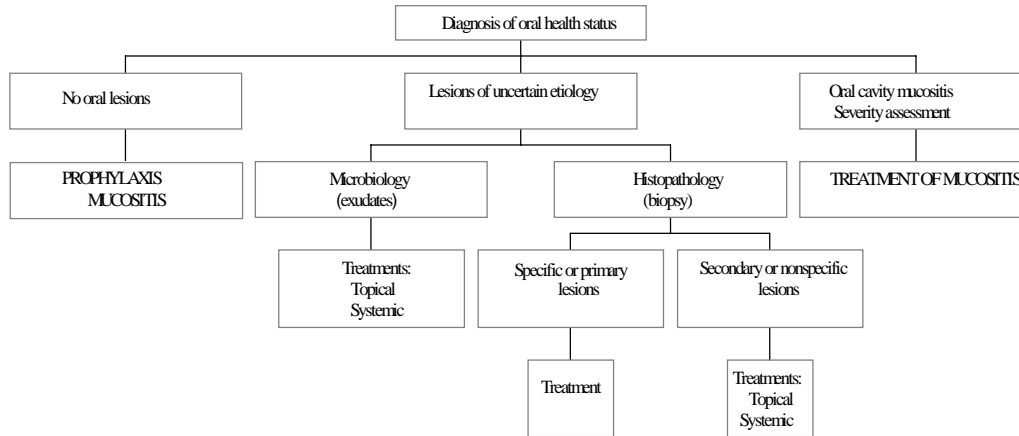 Diagnosis of oral health status
No oral lesions
Lesions of uncertain etiology
Oral cavity mucositis
Severity assessment
PROPHYLAXIS
MUCOSITIS
Microbiology
(exudates)
Histopathology
(biopsy)
TREATMENT OF MUCOSITIS
Treatments:
Topical
Systemic
Specific or primary
lesions
Secondary or nonspecific
lesions
Treatment
Treatments:
Topical
Systemic